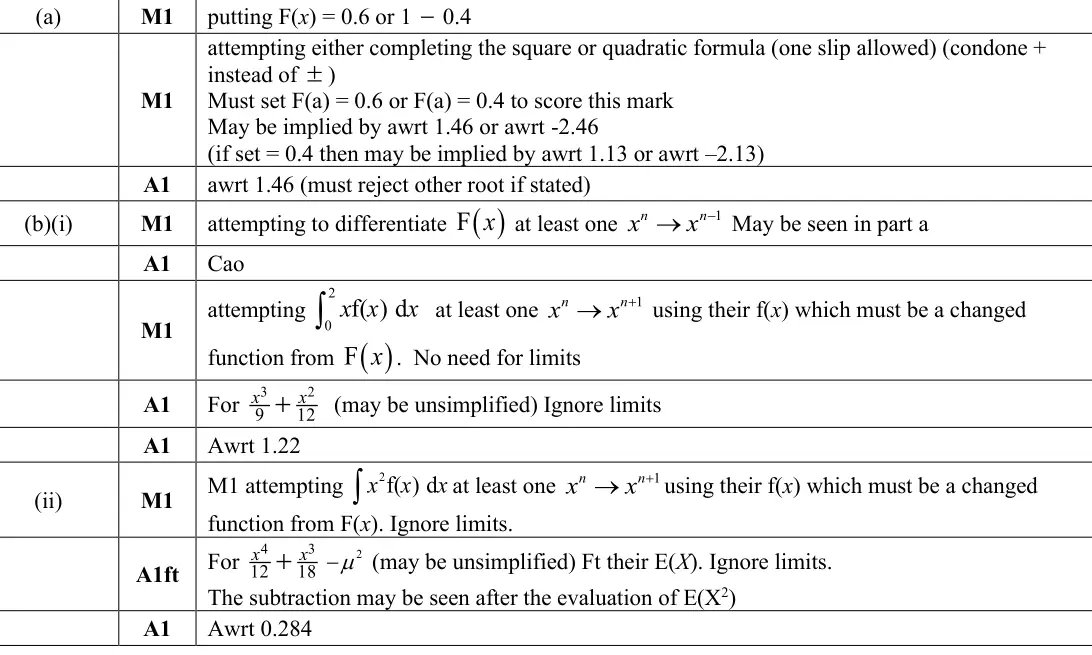 (a) M1 putting F(x) = 0.6 or 1 − 0.4
attempting either completing the square or quadratic formula (one slip allowed) (condone +
instead of ± )
M1 Must set F(a) = 0.6 or F(a) = 0.4 to score this mark
May be implied by awrt 1.46 or awrt -2.46
(if set = 0.4 then may be implied by awrt 1.13 or awrt –2.13)
A1 awrt 1.46 (must reject other root if stated)
(b)(i) M1 attempting to differentiate F(x) at least one xⁿ → xⁿ⁻¹ May be seen in part a
A1 Cao
M1 attempting ∫₀² xf(x) dx at least one xⁿ → xⁿ⁺¹ using their f(x) which must be a changed
function from F(x). No need for limits
A1 For x³/9 + x²/12 (may be unsimplified) Ignore limits
A1 Awrt 1.22
(ii) M1 M1 attempting ∫ x²f(x) dx at least one xⁿ → xⁿ⁺¹ using their f(x) which must be a changed
function from F(x). Ignore limits.
A1ft For x⁴/12 + x³/18 – μ² (may be unsimplified) Ft their E(X). Ignore limits.
The subtraction may be seen after the evaluation of E(X²)
A1 Awrt 0.284